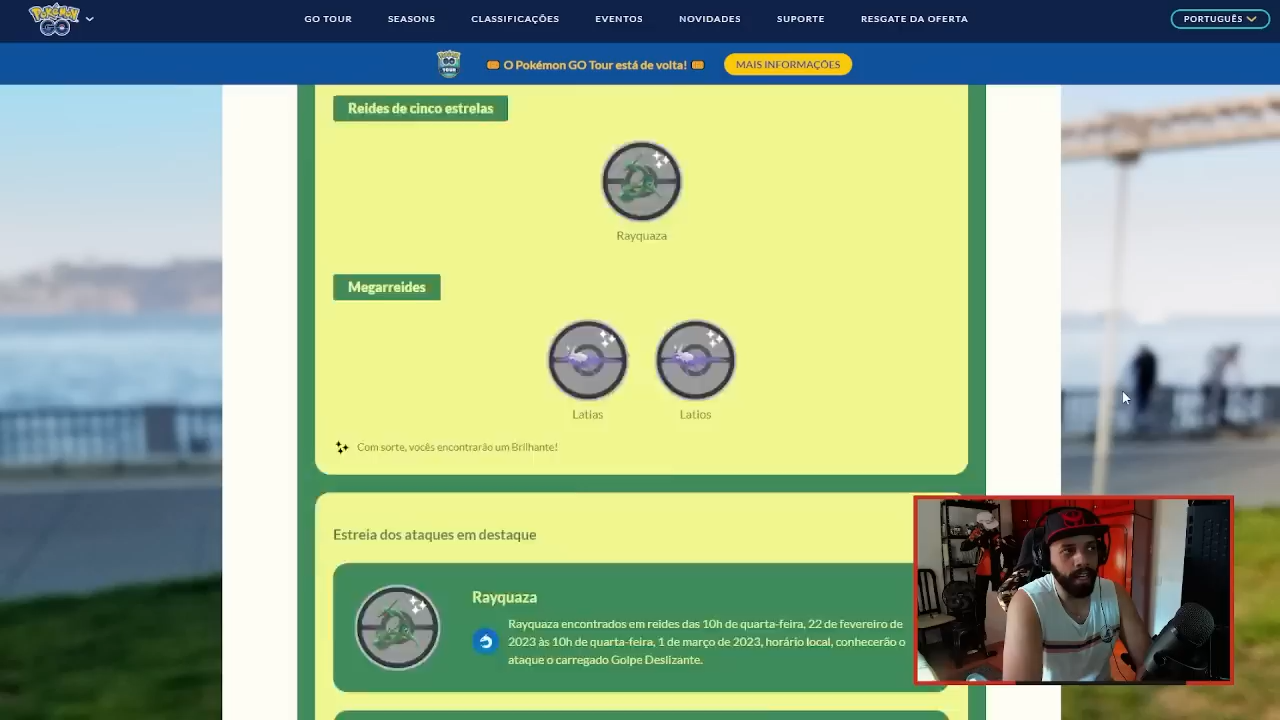 GO TOUR
SEASONS
CLASSIFICAÇÕES
EVENTOS
NOVIDADES
SUPORTE
RESGATE DA OFERTA
PORTUGUÊS
O Pokémon GO Tour está de volta!
MAIS INFORMAÇÕES
Reides de cinco estrelas
Rayquaza
Megarreides
Latias
Latios
Com sorte, vocês encontrarão um Brilhante!
Estreia dos ataques em destaque
Rayquaza
Rayquaza encontrados em reides das 10h de quarta-feira, 22 de fevereiro de
2023 às 10h de quarta-feira, 1 de março de 2023, horário local, conhecerão o
ataque o carregado Golpe Deslizante.